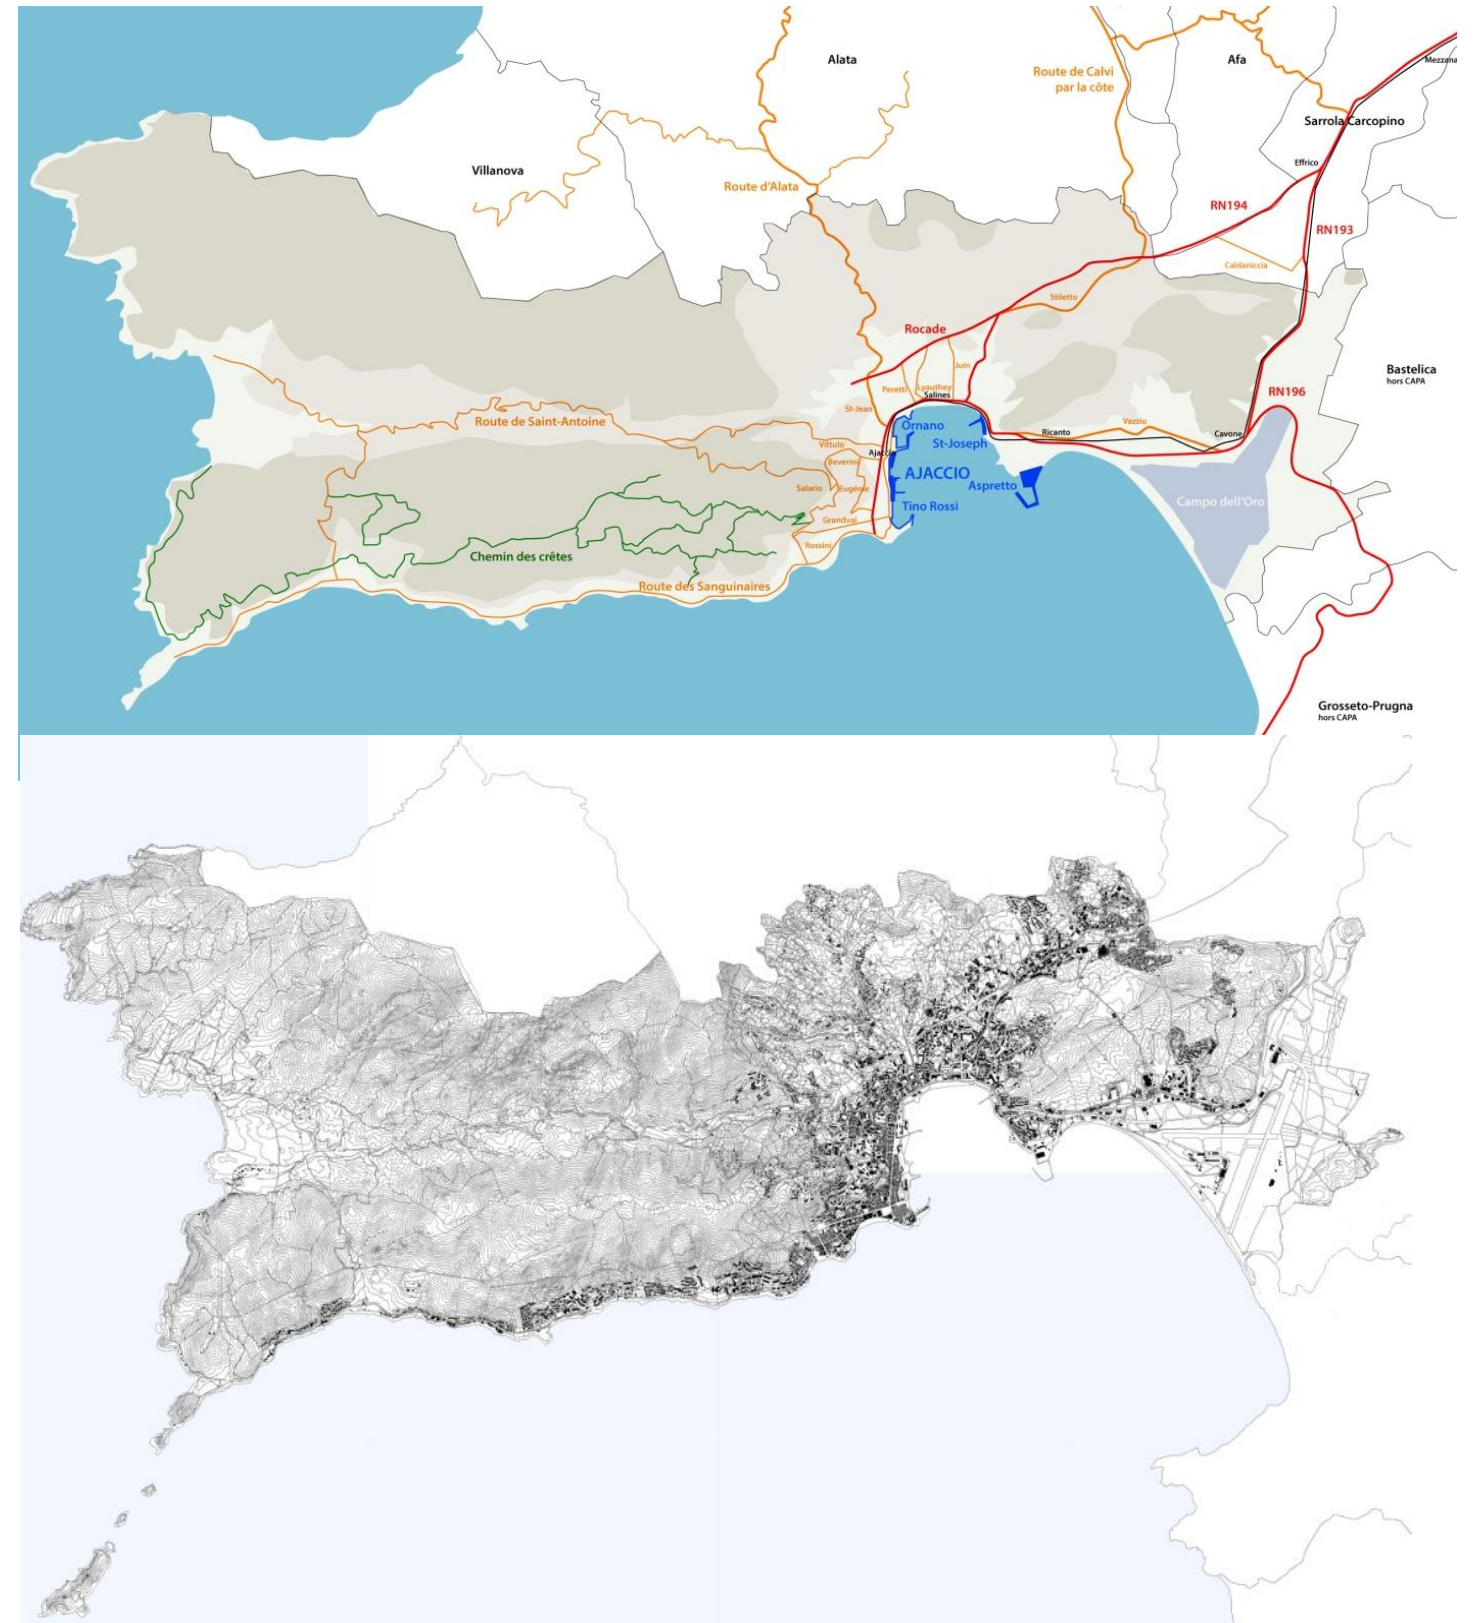 Alata
Route de Calvi
par la côte
Afa
Mezzana
Sarrola Carcopino
Effrico
Villanova
Route d'Alata
RN194
RN193
Caldaniccia
Stiletto
Rocade
Juin
Peretti
Lyauthey
Salines
Bastelica
hors CAPA
RN196
St-Jean
Route de Saint-Antoine
Ornano
Vazzio
Ricanto
Cavone
St-Joseph
Vittulo
Ajaccio
Beverini
AJACCIO
Aspretto
Salario
Eugénie
Campo dell'Oro
Tino Rossi
Grandval
Rossini
Chemin des crêtes
Route des Sanguinaires
Grosseto-Prugna
hors CAPA